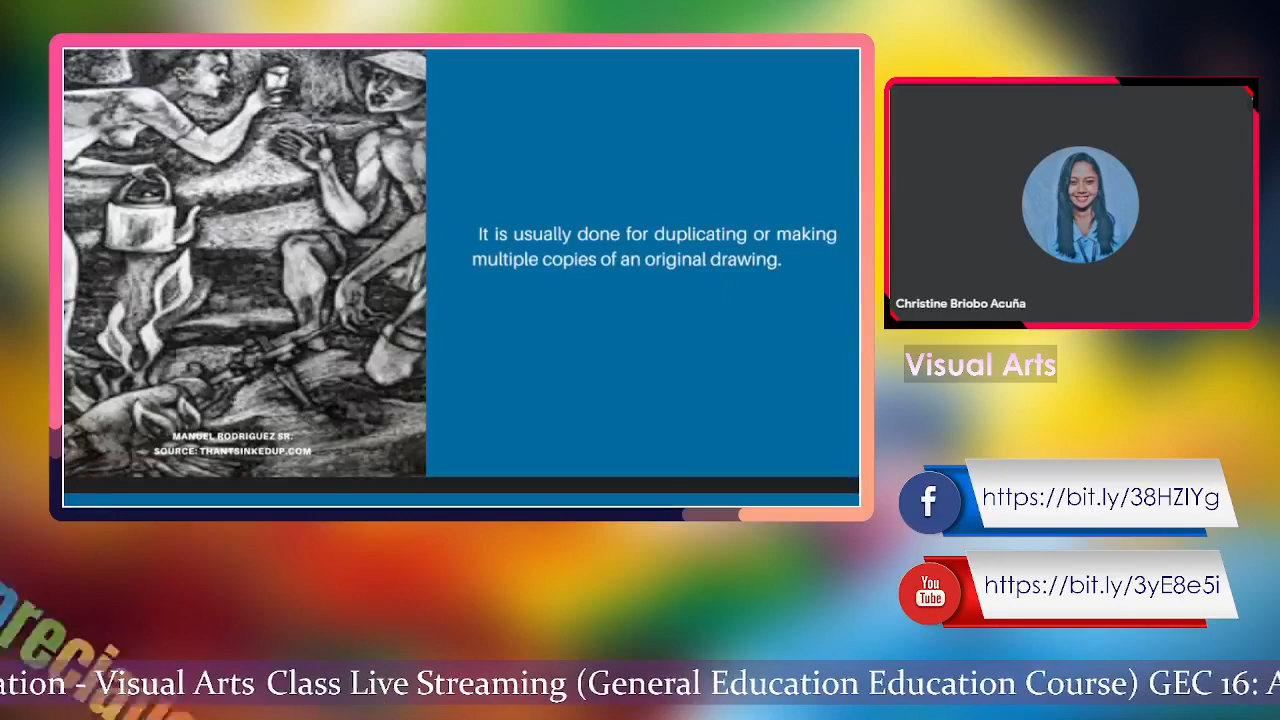 It is usually done for duplicating or making
multiple copies of an original drawing.
MANUEL RODRIGUEZ SR.
SOURCE: THANTSINKEDUP.COM
Christine Briobo Acuña
Visual Arts
https://bit.ly/38HZIYg
You
Tube
https://bit.ly/3yE8e5i
ation - Visual Arts Class Live Streaming (General Education Education Course) GEC 16: A